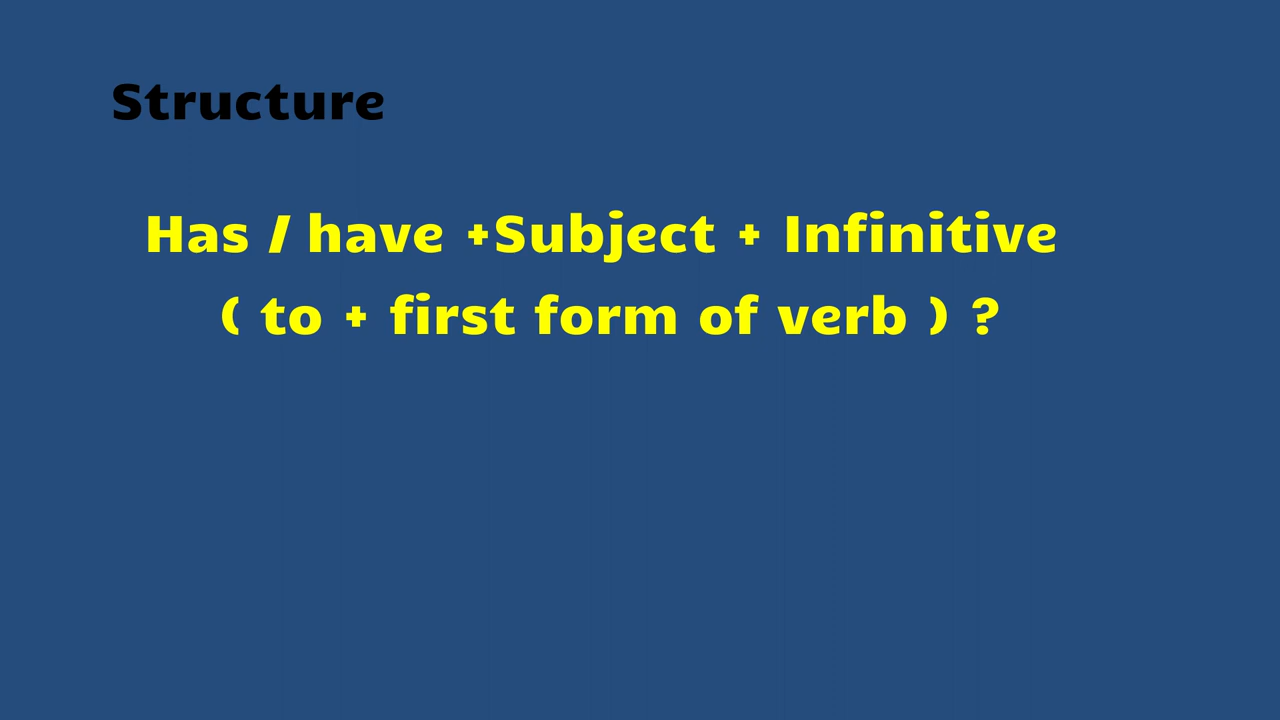 Structure
Has / have +Subject + Infinitive
( to + first form of verb ) ?